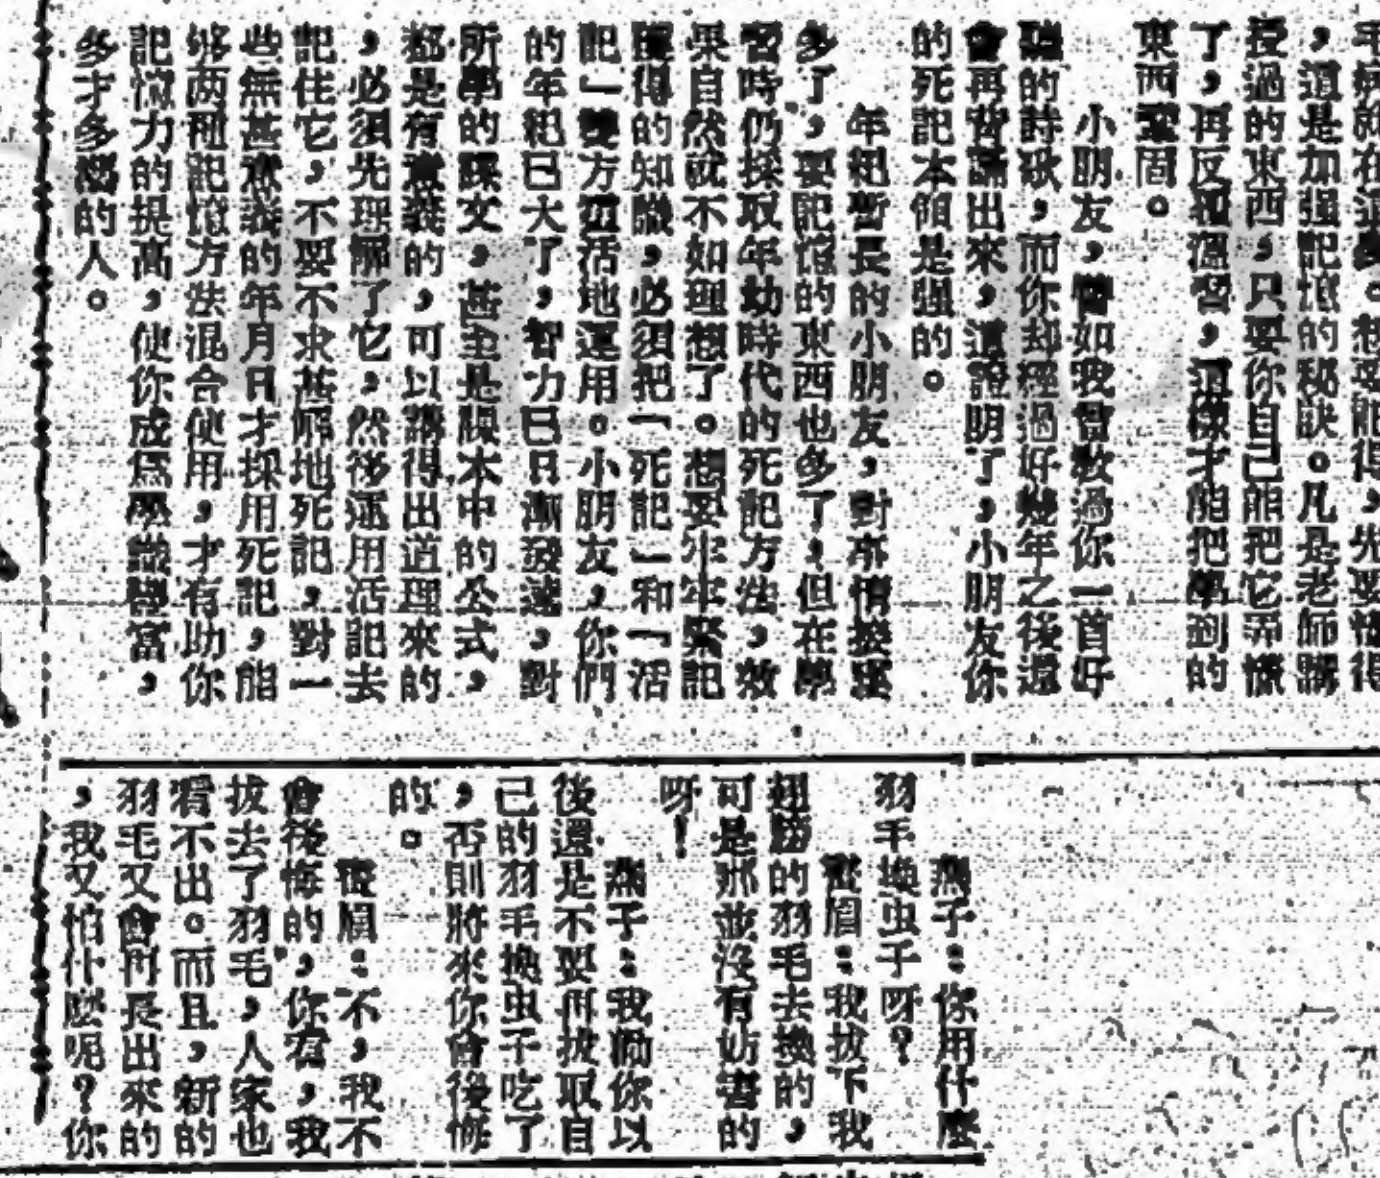 毛病就在這裏。想要記得，先要懂得
，這是加强記憶的秘訣。凡是老師講
授過的東西，只要你自己能把它弄懂
了，再反複溫習，這樣才能把學到的
東西鞏固。
小朋友，譬如我曾教過你一首好
聽的詩歌，而你却經過好幾年之後還
會再背誦出來，這證明了，小朋友你
的死記本領是强的。
年紀暫長的小朋友，對事情接觸
多了，要記憶的東西也多了，但在學
習時仍採取年幼時代的死記方法，效
果自然就不如理想了。想要牢牢緊記
獲得的知識，必須把「死記」和「活
記」雙方靈活地運用。小朋友，你們
的年紀已大了，智力已日漸發達，對
所學的課文，甚至是課本中的公式，
都是有意義的，可以講得出道理來的
，必須先理解了它，然後運用活記去
記住它，不要不求甚解地死記，對一
些無甚意義的年月日才採用死記，能
够两種記憶方法混合使用，才有助你
記憶力的提高，使你成爲學識豐富，
多才多藝的人。
燕子：你用什麼
羽毛換虫子呀？
畫眉：我拔下我
翅膀的羽毛去換的，
可是那並沒有妨害的
呀！
燕子：我勸你以
後還是不要再拔取自
己的羽毛換虫子吃了
，否則將來你會後悔
的。
畫眉：不，我不
會後悔的，你看，我
拔去了羽毛，人家也
看不出。而且，新的
羽毛又會再長出來的
，我又怕什麼呢？你